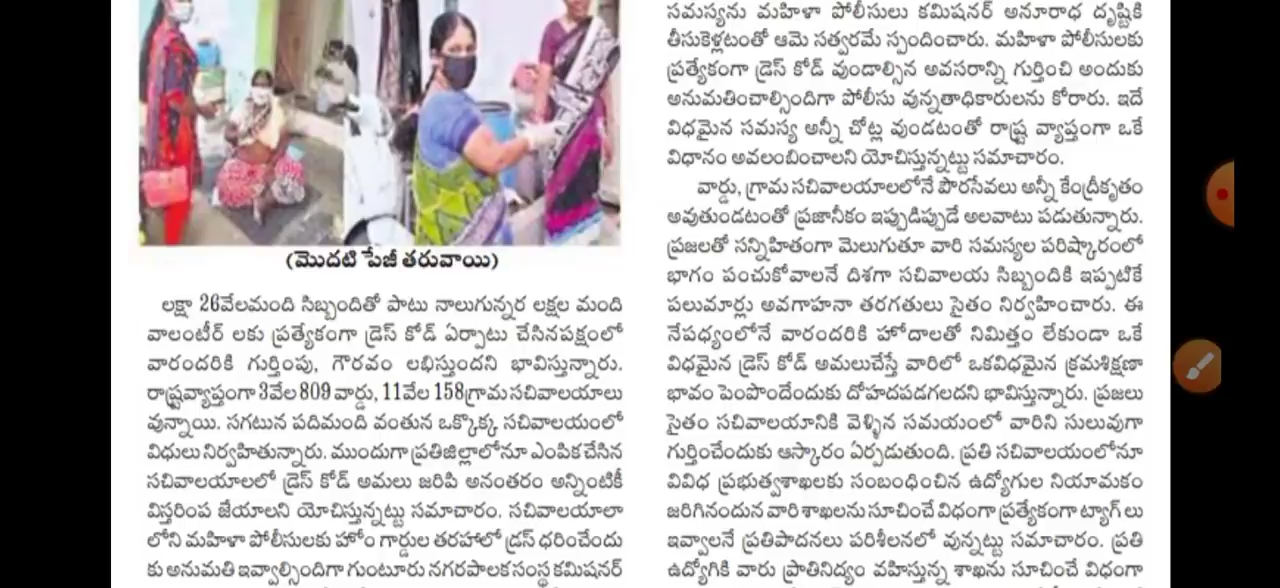 (మొదటి పేజీ తరువాయి)
లక్షా 26వేలమంది సిబ్బందితో పాటు నాలుగున్నర లక్షల మంది
వాలంటీర్ లకు ప్రత్యేకంగా డ్రెస్ కోడ్ ఏర్పాటు చేసినపక్షంలో
వారందరికి గుర్తింపు, గౌరవం లభిస్తుందని భావిస్తున్నారు.
రాష్ట్రవ్యాప్తంగా 3వేల 809 వార్డు, 11వేల 158గ్రామ సచివాలయాలు
వున్నాయి. సగటున పదిమంది వంతున ఒక్కొక్క సచివాలయంలో
విధులు నిర్వహితున్నారు. ముందుగా ప్రతిజిల్లాలోనూ ఎంపికచేసిన
సచివాలయాలలో డ్రెస్ కోడ్ అమలు జరిపి అనంతరం అన్నింటికీ
విస్తరింప జేయాలని యోచిస్తున్నట్టు సమాచారం. సచివాలయాలా
లోని మహిళా పోలీసులకు హోం గార్డుల తరహాలో డ్రస్ ధరించేందు
కు అనుమతి ఇవ్వాల్సిందిగా గుంటూరు నగరపాలక సంస్థ కమిషనర్
సమస్యను మహిళా పోలీసులు కమిషనర్ అనూరాధ దృష్టికి
తీసుకెళ్లటంతో ఆమె సత్వరమే స్పందించారు. మహిళా పోలీసులకు
ప్రత్యేకంగా డ్రెస్ కోడ్ వుండాల్సిన అవసరాన్ని గుర్తించి అందుకు
అనుమతించాల్సిందిగా పోలీసు వున్నతాధికారులను కోరారు. ఇదే
విధమైన సమస్య అన్నీ చోట్ల వుండటంతో రాష్ట్ర వ్యాప్తంగా ఒకే
విధానం అవలంబించాలని యోచిస్తున్నట్టు సమాచారం.
వార్డు, గ్రామ సచివాలయాలలోనే పౌరసేవలు అన్నీ కేంద్రీకృతం
అవుతుండటంతో ప్రజానీకం ఇప్పుడిప్పుడే అలవాటు పడుతున్నారు.
ప్రజలతో సన్నిహితంగా మెలుగుతూ వారి సమస్యల పరిష్కారంలో
భాగం పంచుకోవాలనే దిశగా సచివాలయ సిబ్బందికి ఇప్పటికే
పలుమార్లు అవగాహనా తరగతులు సైతం నిర్వహించారు. ఈ
నేపధ్యంలోనే వారందరికి హోదాలతో నిమిత్తం లేకుండా ఒకే
విధమైన డ్రెస్ కోడ్ అమలుచేస్తే వారిలో ఒకవిధమైన క్రమశిక్షణా
భావం పెంపొందేందుకు దోహదపడగలదని భావిస్తున్నారు. ప్రజలు
సైతం సచివాలయానికి వెళ్ళిన సమయంలో వారిని సులువుగా
గుర్తించేందుకు ఆస్కారం ఏర్పడుతుంది. ప్రతి సచివాలయంలోనూ
వివిధ ప్రభుత్వశాఖలకు సంబంధించిన ఉద్యోగుల నియామకం
జరిగినందున వారి శాఖలను సూచించే విధంగా ప్రత్యేకంగా ట్యాగ్ లు
ఇవ్వాలనే ప్రతిపాదనలు పరిశీలనలో వున్నట్టు సమాచారం. ప్రతి
ఉద్యోగికి వారు ప్రాతినిద్యం వహిస్తున్న శాఖను సూచించే విధంగా